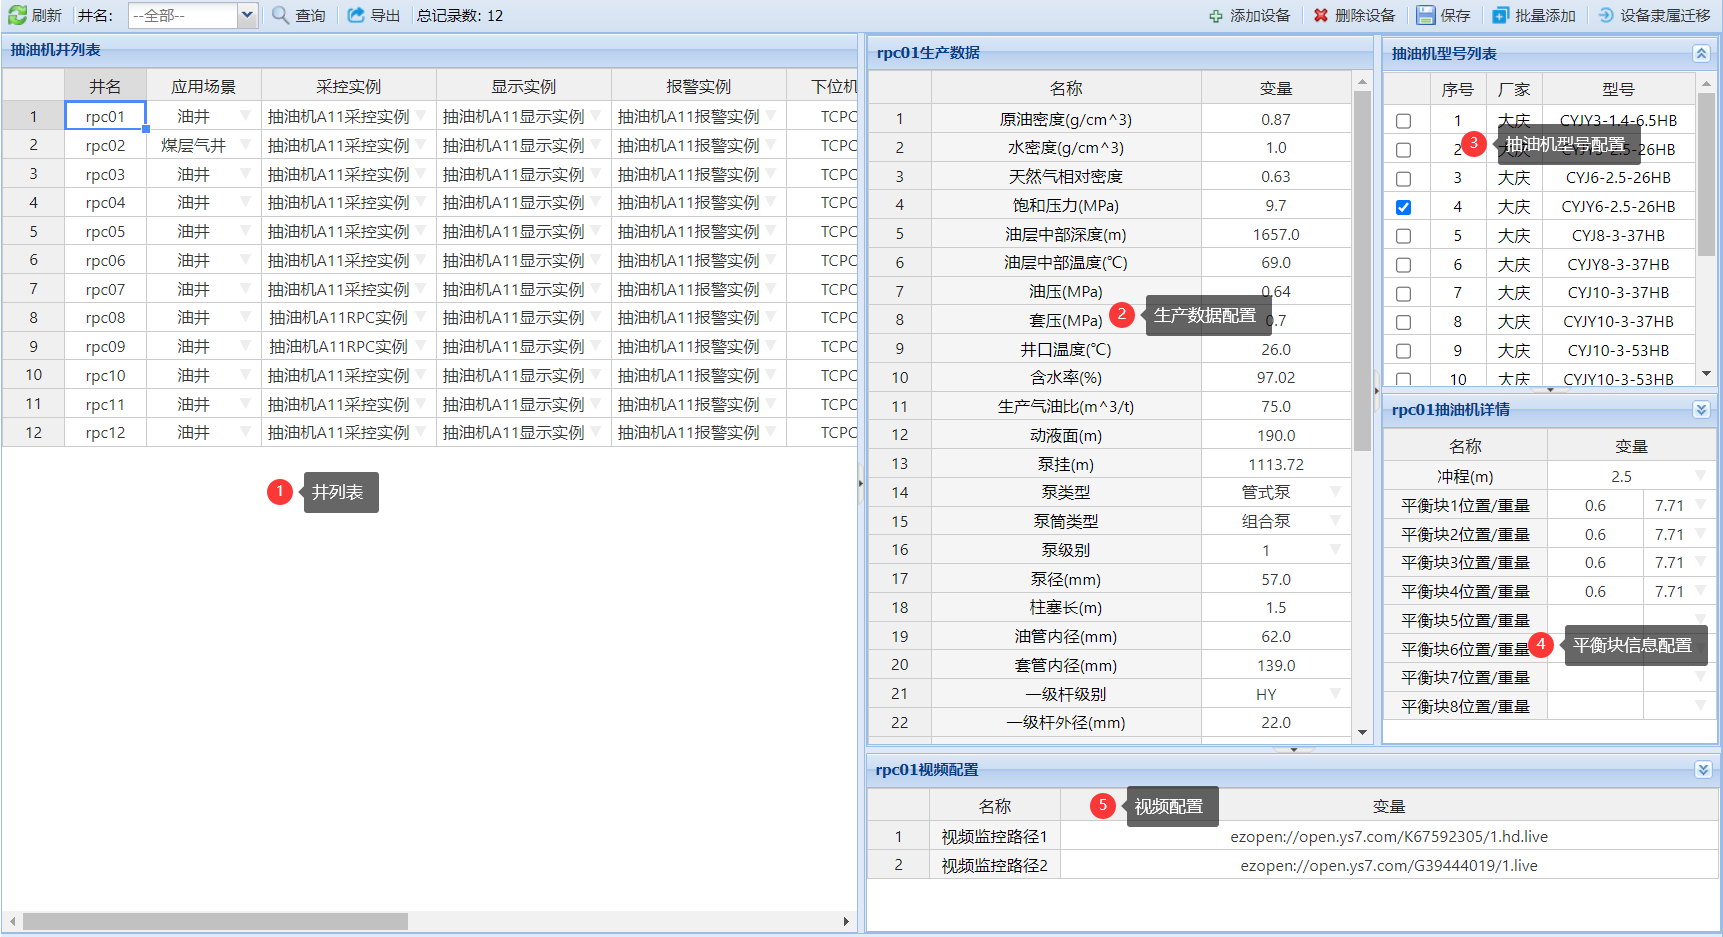 刷新 井名: --全部-- 查询 导出 总记录数: 12 添加设备 删除设备 保存 批量添加 设备隶属迁移
抽油机井列表
井名 应用场景 采控实例 显示实例 报警实例 下位机
1 rpc01 油井 抽油机A11采控实例 抽油机A11显示实例 抽油机A11报警实例 TCPC
2 rpc02 煤层气井 抽油机A11采控实例 抽油机A11显示实例 抽油机A11报警实例 TCPC
3 rpc03 油井 抽油机A11采控实例 抽油机A11显示实例 抽油机A11报警实例 TCPC
4 rpc04 油井 抽油机A11采控实例 抽油机A11显示实例 抽油机A11报警实例 TCPC
5 rpc05 油井 抽油机A11采控实例 抽油机A11显示实例 抽油机A11报警实例 TCPC
6 rpc06 油井 抽油机A11采控实例 抽油机A11显示实例 抽油机A11报警实例 TCPC
7 rpc07 油井 抽油机A11采控实例 抽油机A11显示实例 抽油机A11报警实例 TCPC
8 rpc08 油井 抽油机A11RPC实例 抽油机A11显示实例 抽油机A11报警实例 TCPC
9 rpc09 油井 抽油机A11RPC实例 抽油机A11显示实例 抽油机A11报警实例 TCPC
10 rpc10 油井 抽油机A11采控实例 抽油机A11显示实例 抽油机A11报警实例 TCPC
11 rpc11 油井 抽油机A11采控实例 抽油机A11显示实例 抽油机A11报警实例 TCPC
12 rpc12 油井 抽油机A11采控实例 抽油机A11显示实例 抽油机A11报警实例 TCPC
1 井列表
rpc01生产数据
名称 变量
1 原油密度(g/cm^3) 0.87
2 水密度(g/cm^3) 1.0
3 天然气相对密度 0.63
4 饱和压力(MPa) 9.7
5 油层中部深度(m) 1657.0
6 油层中部温度(℃) 69.0
7 油压(MPa) 0.64
8 套压(MPa) 0.7
2 生产数据配置
9 井口温度(℃) 26.0
10 含水率(%) 97.02
11 生产气油比(m^3/t) 75.0
12 动液面(m) 190.0
13 泵挂(m) 1113.72
14 泵类型 管式泵
15 泵筒类型 组合泵
16 泵级别 1
17 泵径(mm) 57.0
18 柱塞长(m) 1.5
19 油管内径(mm) 62.0
20 套管内径(mm) 139.0
21 一级杆级别 HY
22 一级杆外径(mm) 22.0
抽油机型号列表
序号 厂家 型号
1 大庆 CYJY3-1.4-6.5HB
2
3 抽油机型号配置
3 大庆 CYJ6-2.5-26HB
4 大庆 CYJY6-2.5-26HB
5 大庆 CYJ8-3-37HB
6 大庆 CYJY8-3-37HB
7 大庆 CYJ10-3-37HB
8 大庆 CYJY10-3-37HB
9 大庆 CYJ10-3-53HB
10 大庆 CYJY10-3-53HB
rpc01抽油机详情
名称 变量
冲程(m) 2.5
平衡块1位置/重量 0.6 7.71
平衡块2位置/重量 0.6 7.71
平衡块3位置/重量 0.6 7.71
平衡块4位置/重量 0.6 7.71
平衡块5位置/重量
平衡块6位置/重量
4 平衡块信息配置
平衡块7位置/重量
平衡块8位置/重量
rpc01视频配置
名称 变量
5 视频配置
1 视频监控路径1 ezopen://open.ys7.com/K67592305/1.hd.live
2 视频监控路径2 ezopen://open.ys7.com/G39444019/1.live